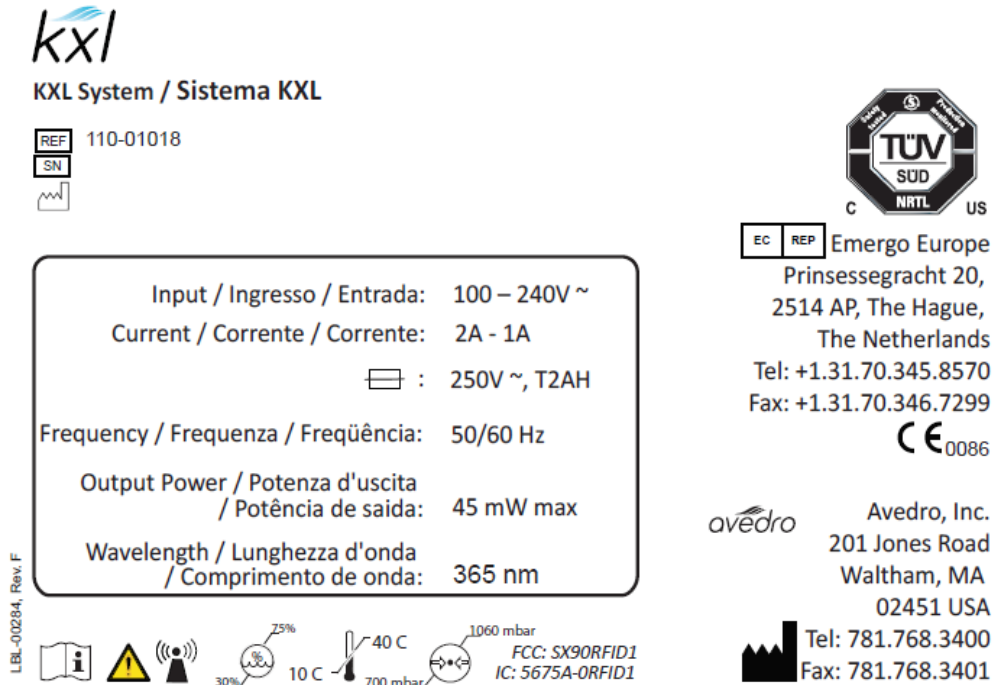 kxl
KXL System / Sistema KXL
REF 110-01018
SN
TÜV
SÜD
NRTL
C US
EC REP Emergo Europe
Prinsessegracht 20,
2514 AP, The Hague,
The Netherlands
Tel: +1.31.70.345.8570
Fax: +1.31.70.346.7299
CE 0086
Input / Ingresso / Entrada: 100 – 240V ~
Current / Corrente / Corrente: 2A - 1A
: 250V ~, T2AH
Frequency / Frequenza / Freqüência: 50/60 Hz
Output Power / Potenza d'uscita
/ Potência de saida: 45 mW max
Wavelength / Lunghezza d'onda
/ Comprimento de onda: 365 nm
avedro
Avedro, Inc.
201 Jones Road
Waltham, MA
02451 USA
Tel: 781.768.3400
Fax: 781.768.3401
LBL-00284, Rev. F
i
75%
%
30%
40 C
10 C
1060 mbar
700 mbar
FCC: SX90RFID1
IC: 5675A-0RFID1